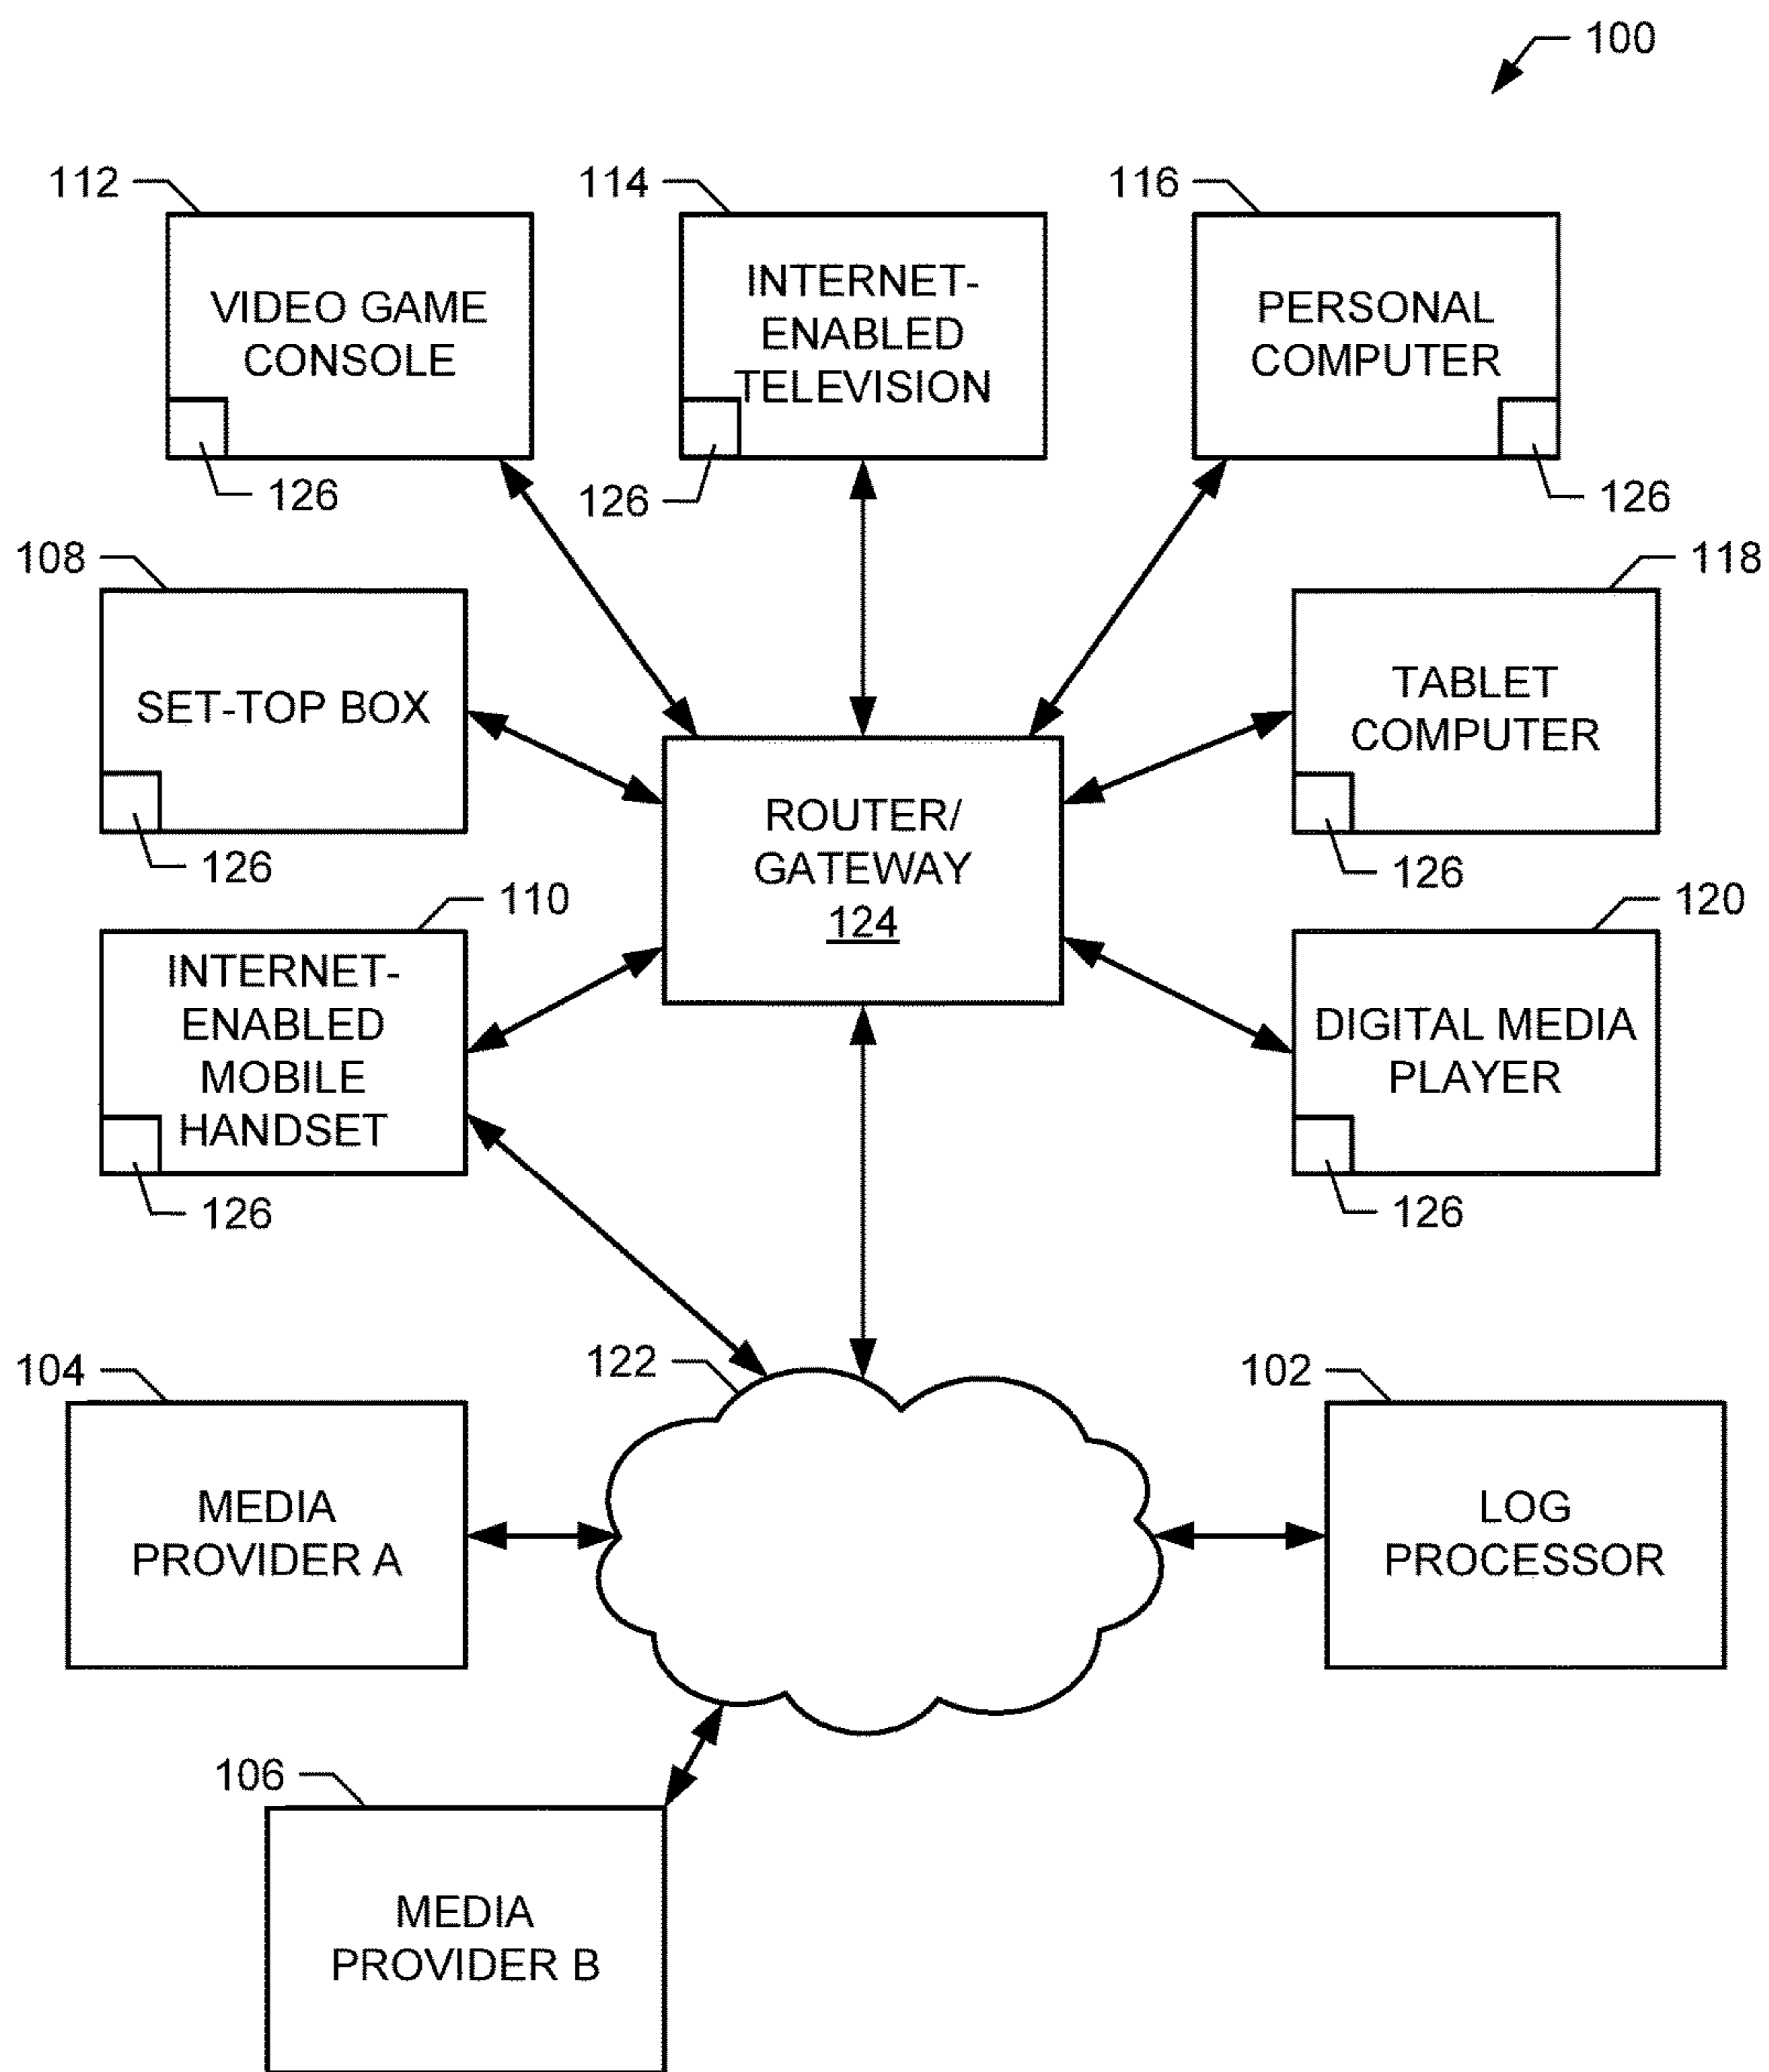 100
112
114
116
VIDEO GAME
CONSOLE
INTERNET-
ENABLED
TELEVISION
PERSONAL
COMPUTER
126
126
126
108
118
SET-TOP BOX
TABLET
COMPUTER
ROUTER/
GATEWAY
124
126
126
110
120
INTERNET-
ENABLED
MOBILE
HANDSET
DIGITAL MEDIA
PLAYER
126
126
104
122
102
MEDIA
PROVIDER A
LOG
PROCESSOR
106
MEDIA
PROVIDER B